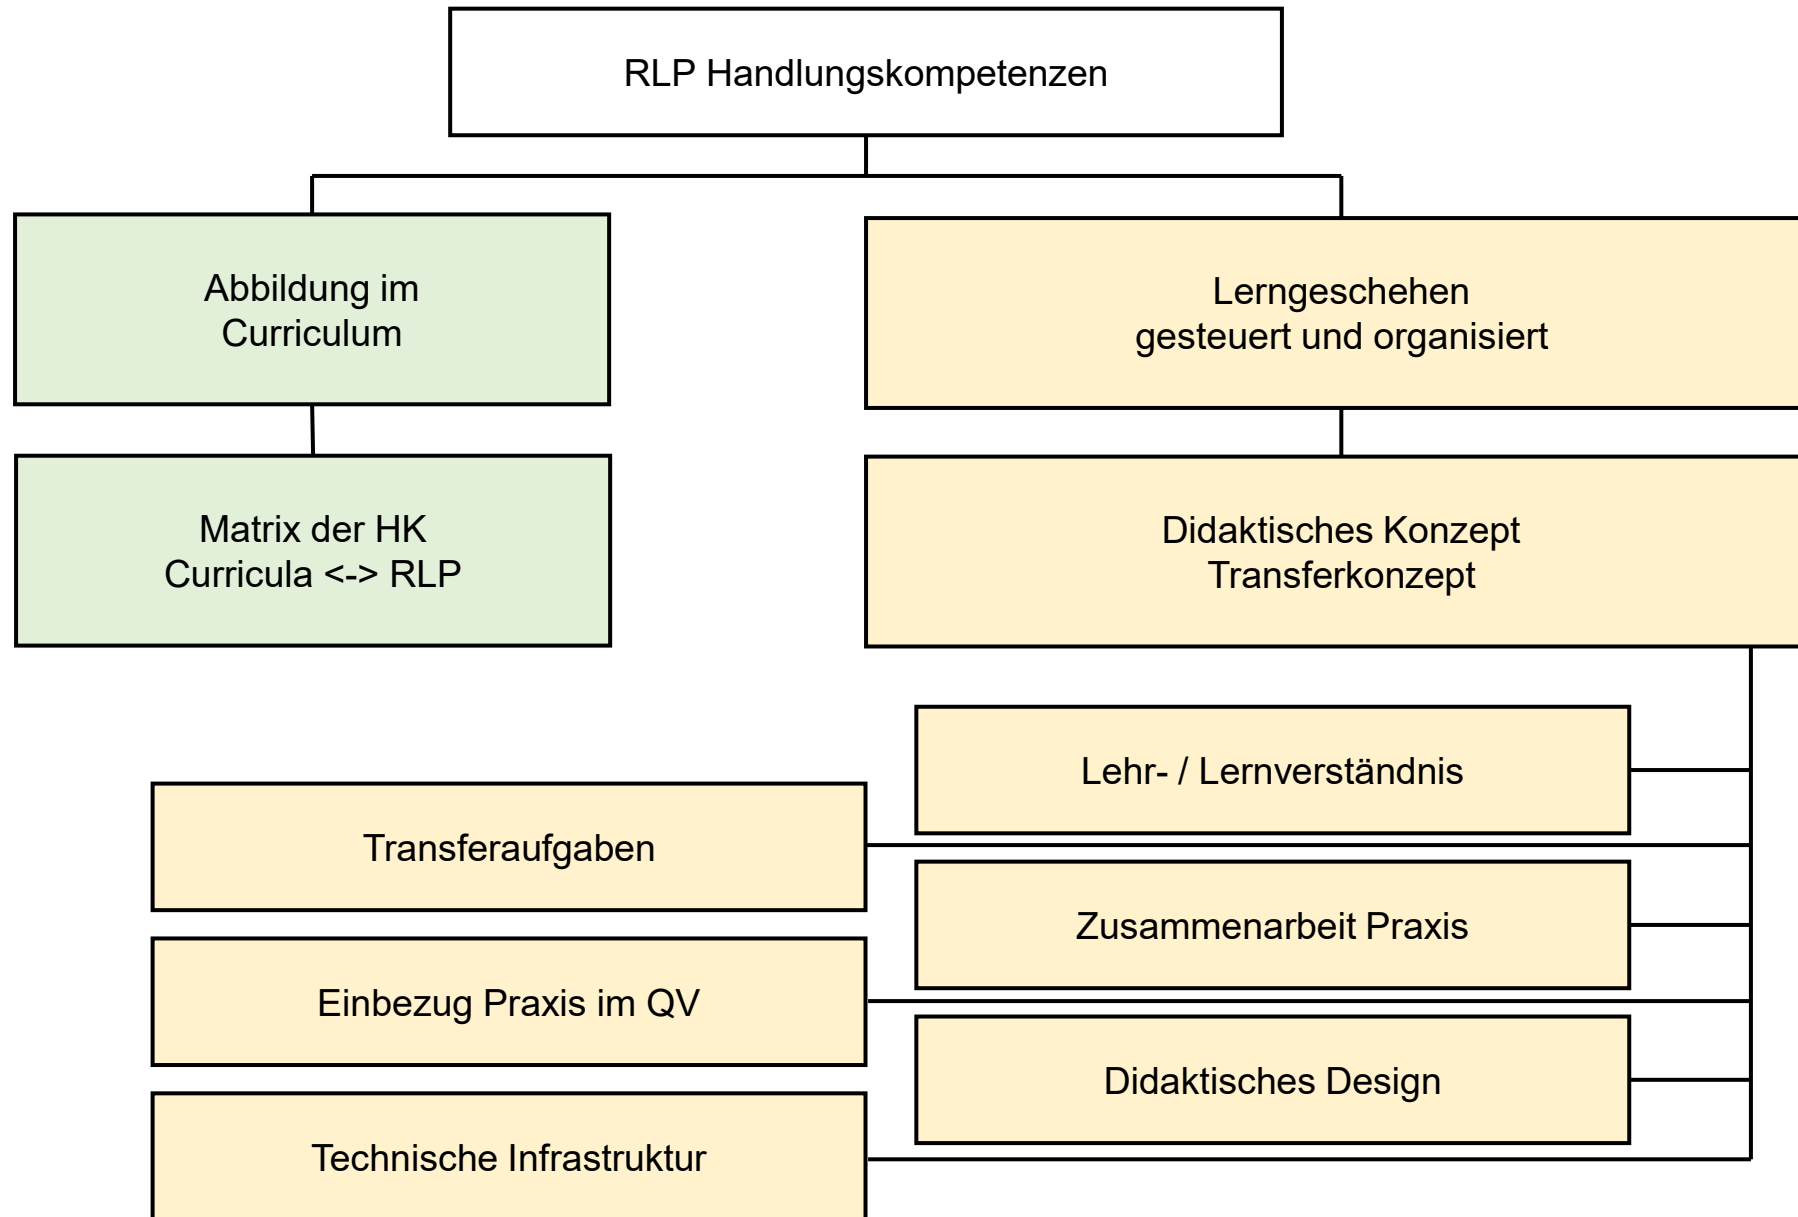 RLP Handlungskompetenzen
Abbildung im
Curriculum
Lerngeschehen
gesteuert und organisiert
Matrix der HK
Curricula <-> RLP
Didaktisches Konzept
Transferkonzept
Lehr- / Lernverständnis
Transferaufgaben
Zusammenarbeit Praxis
Einbezug Praxis im QV
Didaktisches Design
Technische Infrastruktur